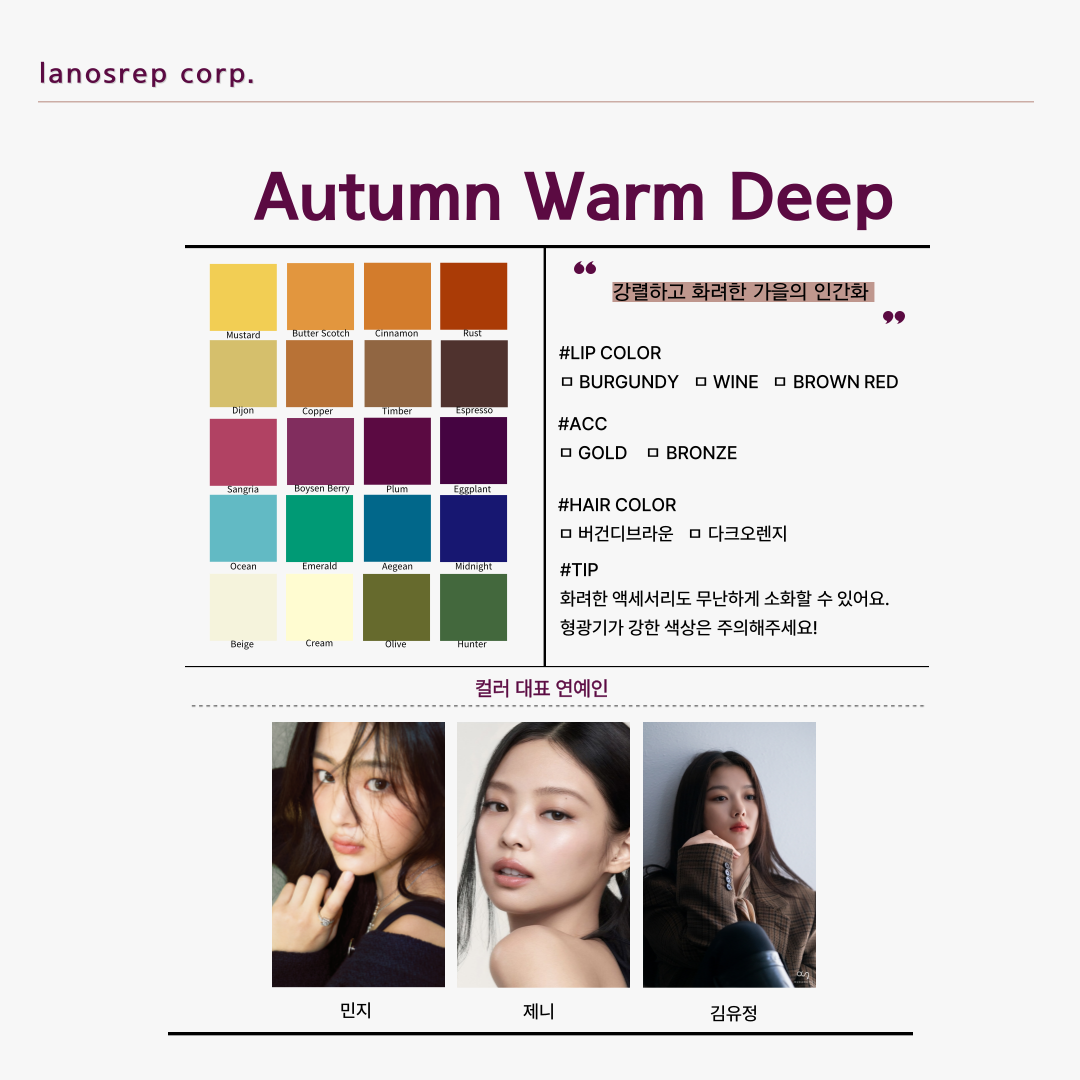 lanosrep corp.
Autumn Warm Deep
Mustard Butter Scotch Cinnamon Rust
Dijon Copper Timber Espresso
Sangria Boysen Berry Plum Eggplant
Ocean Emerald Aegean Midnight
Beige Cream Olive Hunter
❝
강렬하고 화려한 가을의 인간화
❞
#LIP COLOR
ㅁ BURGUNDY ㅁ WINE ㅁ BROWN RED
#ACC
ㅁ GOLD ㅁ BRONZE
#HAIR COLOR
ㅁ 버건디브라운 ㅁ 다크오렌지
#TIP
화려한 액세서리도 무난하게 소화할 수 있어요.
형광기가 강한 색상은 주의해주세요!
컬러 대표 연예인
민지 제니 김유정